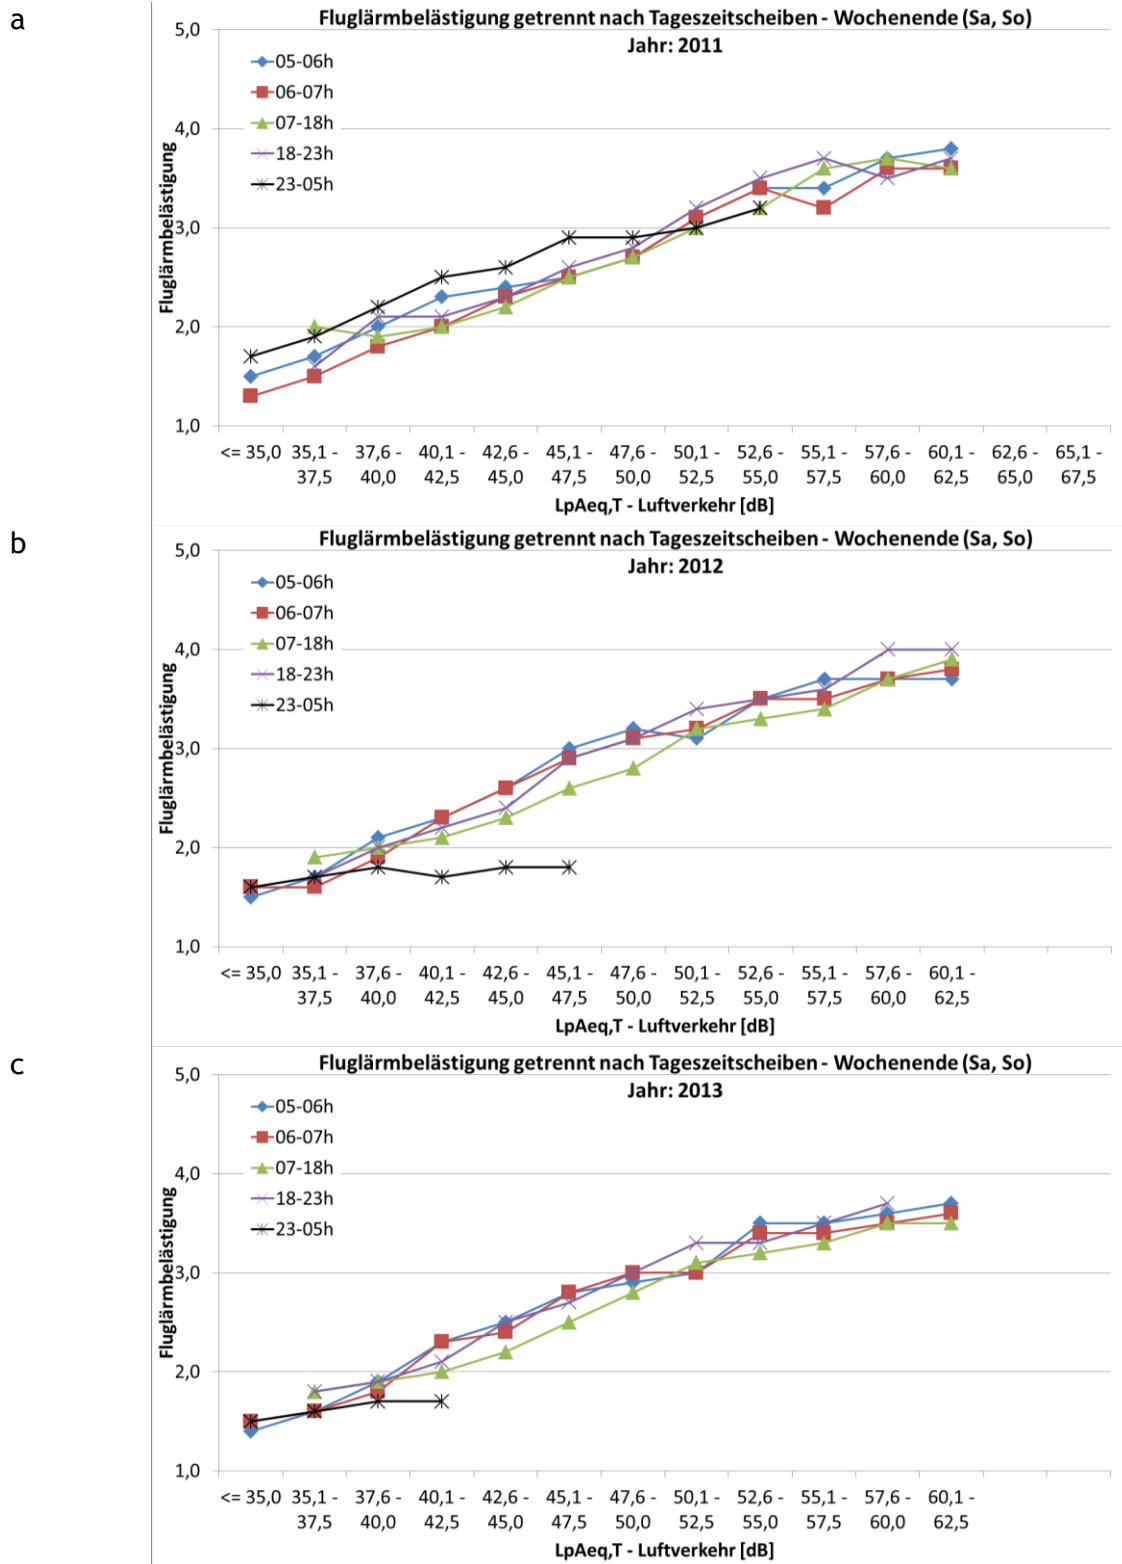 a
Fluglärmbelästigung getrennt nach Tageszeitscheiben - Wochenende (Sa, So)
Jahr: 2011
5,0
4,0
3,0
2,0
1,0
Fluglärmbelästigung
05-06h
06-07h
07-18h
18-23h
23-05h
<= 35,0 35,1 - 37,6 - 40,1 - 42,6 - 45,1 - 47,6 - 50,1 - 52,6 - 55,1 - 57,6 - 60,1 - 62,6 - 65,1 -
37,5 40,0 42,5 45,0 47,5 50,0 52,5 55,0 57,5 60,0 62,5 65,0 67,5
LpAeq,T - Luftverkehr [dB]
b
Fluglärmbelästigung getrennt nach Tageszeitscheiben - Wochenende (Sa, So)
Jahr: 2012
5,0
4,0
3,0
2,0
1,0
Fluglärmbelästigung
05-06h
06-07h
07-18h
18-23h
23-05h
<= 35,0 35,1 - 37,6 - 40,1 - 42,6 - 45,1 - 47,6 - 50,1 - 52,6 - 55,1 - 57,6 - 60,1 -
37,5 40,0 42,5 45,0 47,5 50,0 52,5 55,0 57,5 60,0 62,5
LpAeq,T - Luftverkehr [dB]
c
Fluglärmbelästigung getrennt nach Tageszeitscheiben - Wochenende (Sa, So)
Jahr: 2013
5,0
4,0
3,0
2,0
1,0
Fluglärmbelästigung
05-06h
06-07h
07-18h
18-23h
23-05h
<= 35,0 35,1 - 37,6 - 40,1 - 42,6 - 45,1 - 47,6 - 50,1 - 52,6 - 55,1 - 57,6 - 60,1 -
37,5 40,0 42,5 45,0 47,5 50,0 52,5 55,0 57,5 60,0 62,5
LpAeq,T - Luftverkehr [dB]